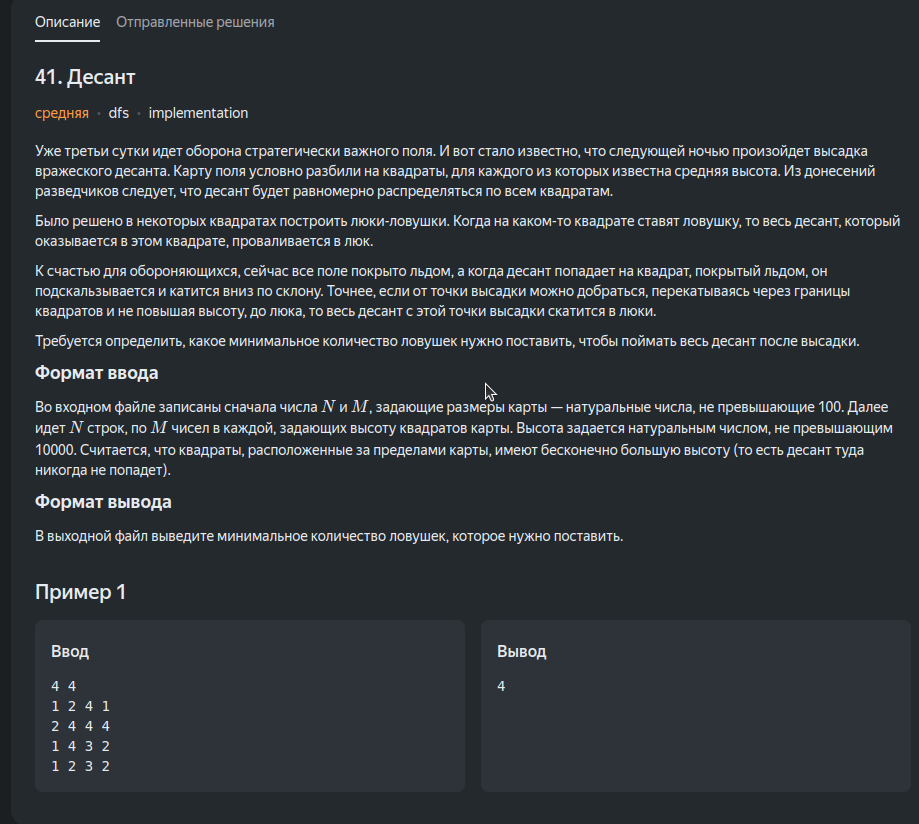 Описание Отправленные решения
41. Десант
средняя · dfs · implementation
Уже третьи сутки идет оборона стратегически важного поля. И вот стало известно, что следующей ночью произойдет высадка
вражеского десанта. Карту поля условно разбили на квадраты, для каждого из которых известна средняя высота. Из донесений
разведчиков следует, что десант будет равномерно распределяться по всем квадратам.
Было решено в некоторых квадратах построить люки-ловушки. Когда на каком-то квадрате ставят ловушку, то весь десант, который
оказывается в этом квадрате, проваливается в люк.
К счастью для обороняющихся, сейчас все поле покрыто льдом, а когда десант попадает на квадрат, покрытый льдом, он
подскальзывается и катится вниз по склону. Точнее, если от точки высадки можно добраться, перекатываясь через границы
квадратов и не повышая высоту, до люка, то весь десант с этой точки высадки скатится в люки.
Требуется определить, какое минимальное количество ловушек нужно поставить, чтобы поймать весь десант после высадки.
Формат ввода
Во входном файле записаны сначала числа N и M, задающие размеры карты — натуральные числа, не превышающие 100. Далее
идет N строк, по M чисел в каждой, задающих высоту квадратов карты. Высота задается натуральным числом, не превышающим
10000. Считается, что квадраты, расположенные за пределами карты, имеют бесконечно большую высоту (то есть десант туда
никогда не попадет).
Формат вывода
В выходной файл выведите минимальное количество ловушек, которое нужно поставить.
Пример 1
Ввод
4 4
1 2 4 1
2 4 4 4
1 4 3 2
1 2 3 2
Вывод
4